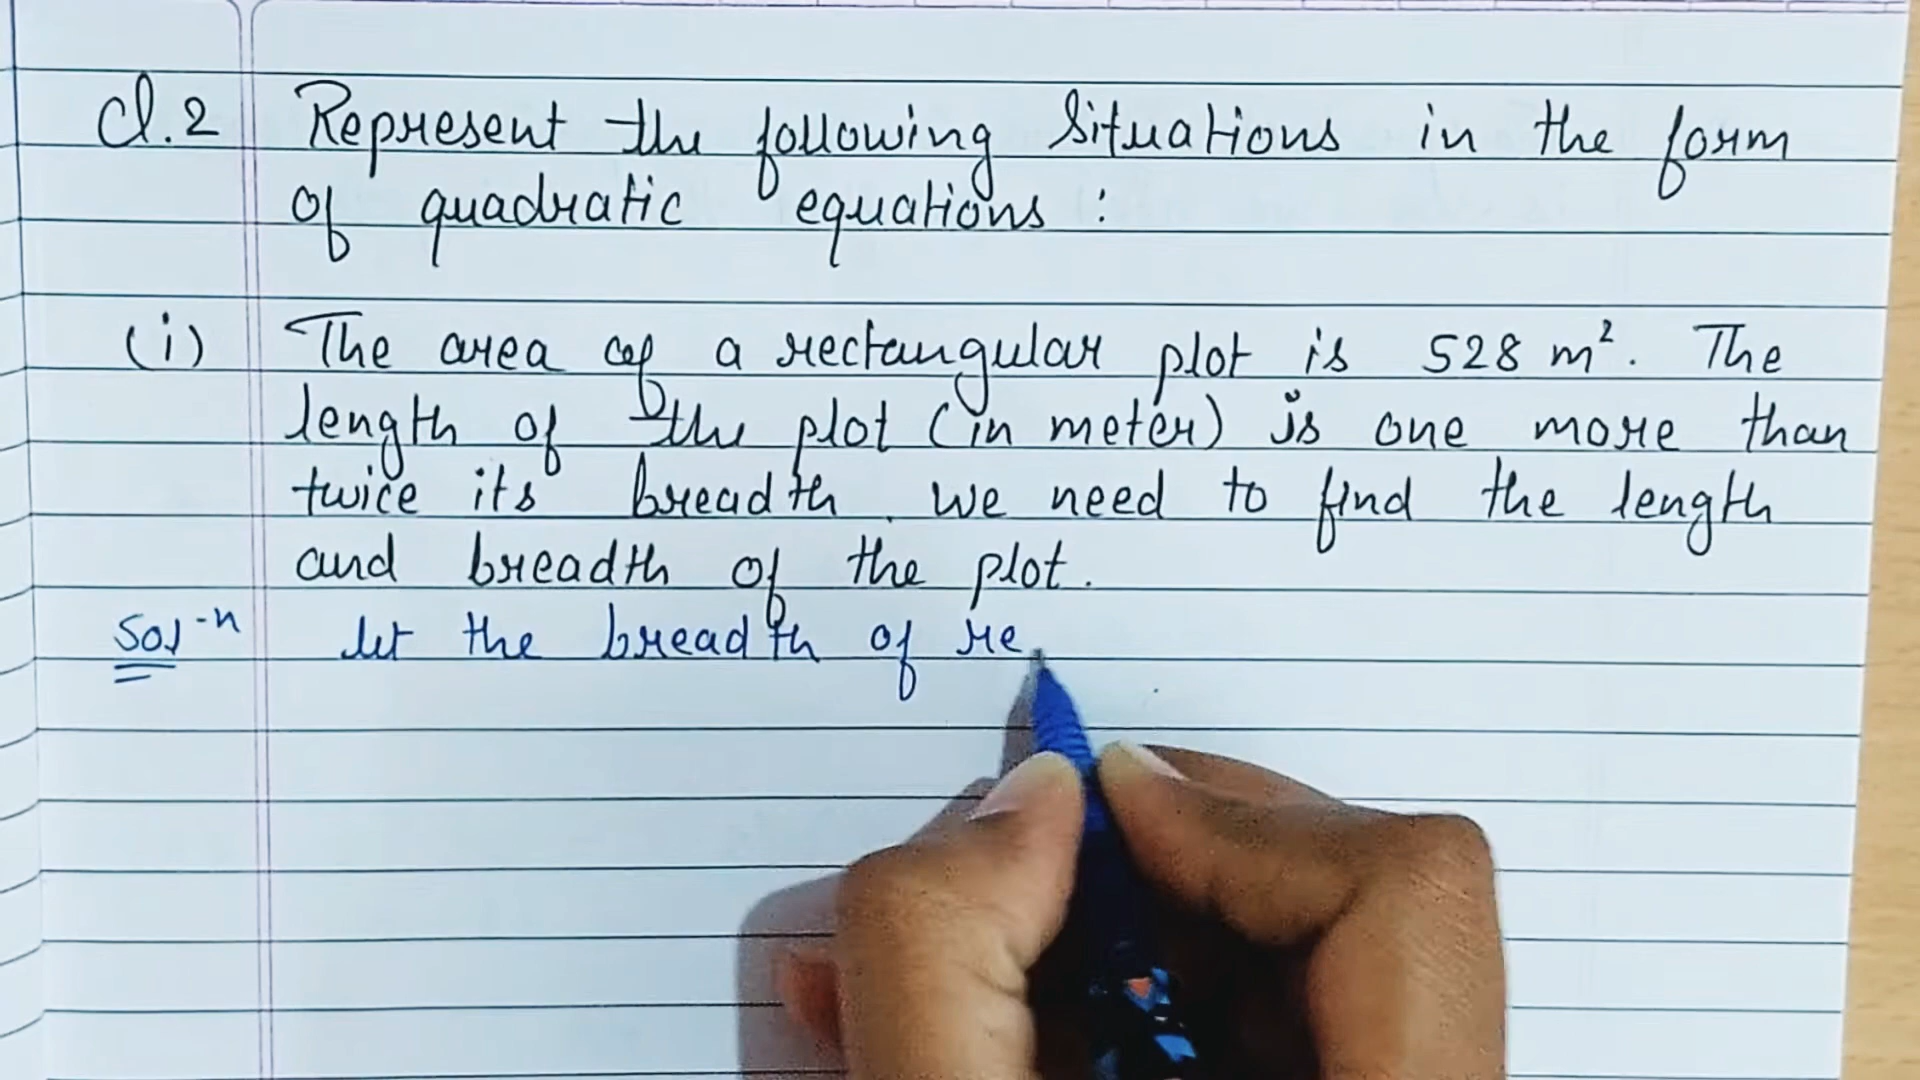 Q.2 Represent the following Situations in the form
of quadratic equations :
(i) The area of a rectangular plot is 528 m². The
length of the plot (in meter) is one more than
twice its breadth. we need to find the length
and breadth of the plot.
Sol-n let the breadth of re